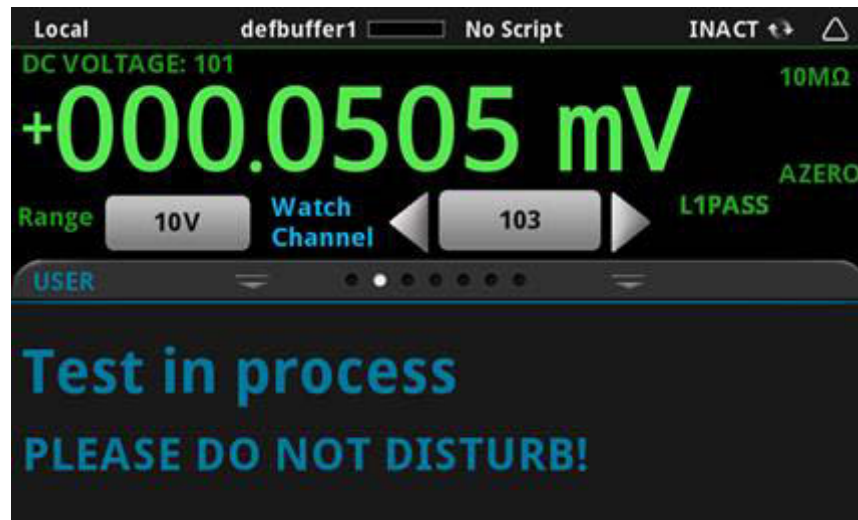 Local defbuffer1 No Script INACT
DC VOLTAGE: 101
10MΩ
+000.0505 mV
AZERO
Range 10V Watch Channel 103 L1PASS
USER
Test in process
PLEASE DO NOT DISTURB!